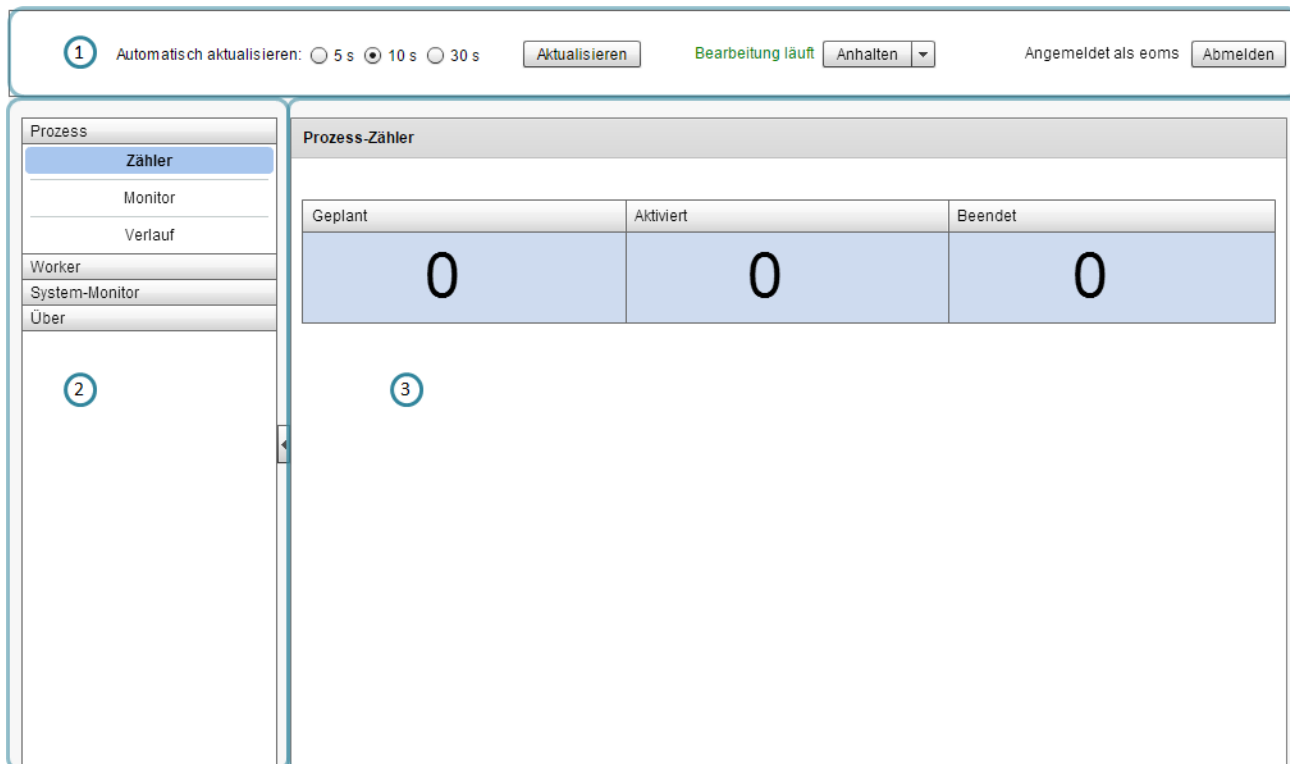 1 Automatisch aktualisieren: 5 s 10 s 30 s Aktualisieren Bearbeitung läuft Anhalten Angemeldet als eoms Abmelden
Prozess
Zähler
Monitor
Verlauf
Worker
System-Monitor
Über
2
Prozess-Zähler
Geplant Aktiviert Beendet
0 0 0
3